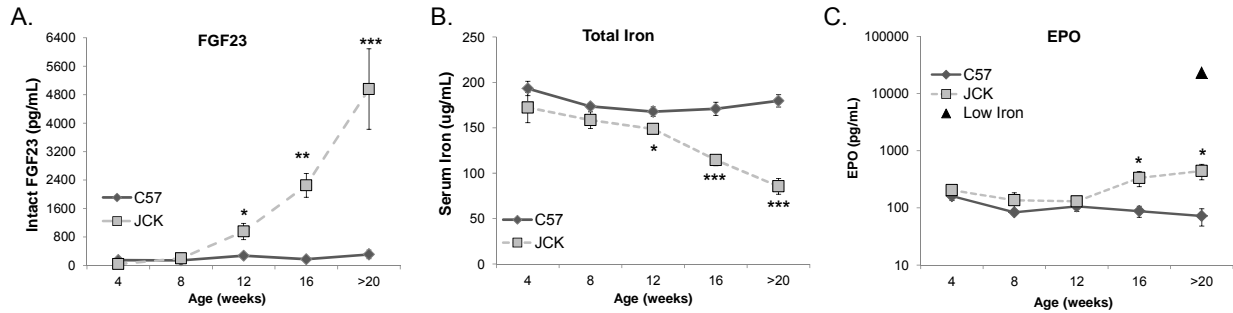 A.
FGF23
Intact FGF23 (pg/mL)
6400
5600
4800
4000
3200
2400
1600
800
0
***
**
*
C57
JCK
4 8 12 16 >20
Age (weeks)
B.
Total Iron
Serum Iron (ug/mL)
250
200
150
100
50
0
*
***
***
C57
JCK
4 8 12 16 >20
Age (weeks)
C.
EPO
EPO (pg/mL)
100000
10000
1000
100
10
C57
JCK
Low Iron
* *
4 8 12 16 >20
Age (weeks)